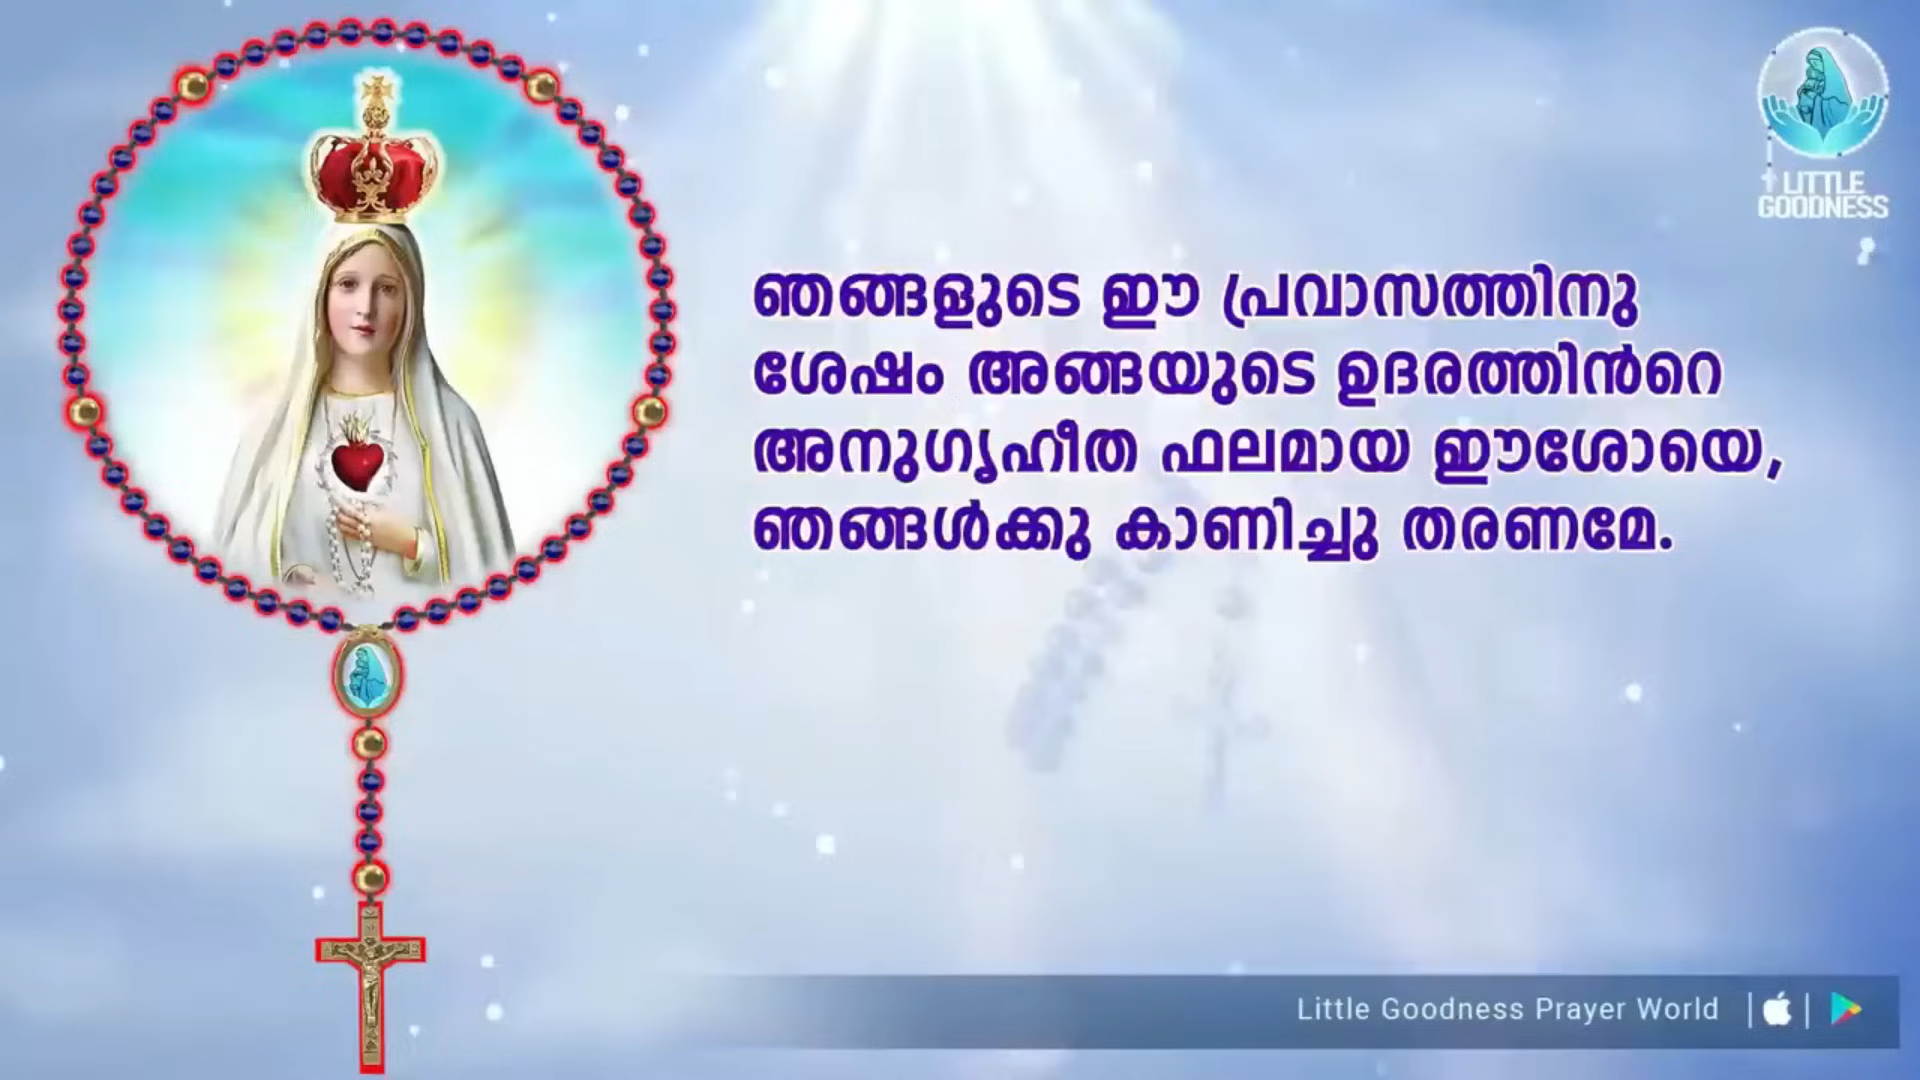 LITTLE
GOODNESS
ഞങ്ങളുടെ ഈ പ്രവാസത്തിനു
ശേഷം അങ്ങയുടെ ഉദരത്തിൻറെ
അനുഗൃഹീത ഫലമായ ഈശോയെ,
ഞങ്ങൾക്കു കാണിച്ചു തരണമേ.
Little Goodness Prayer World